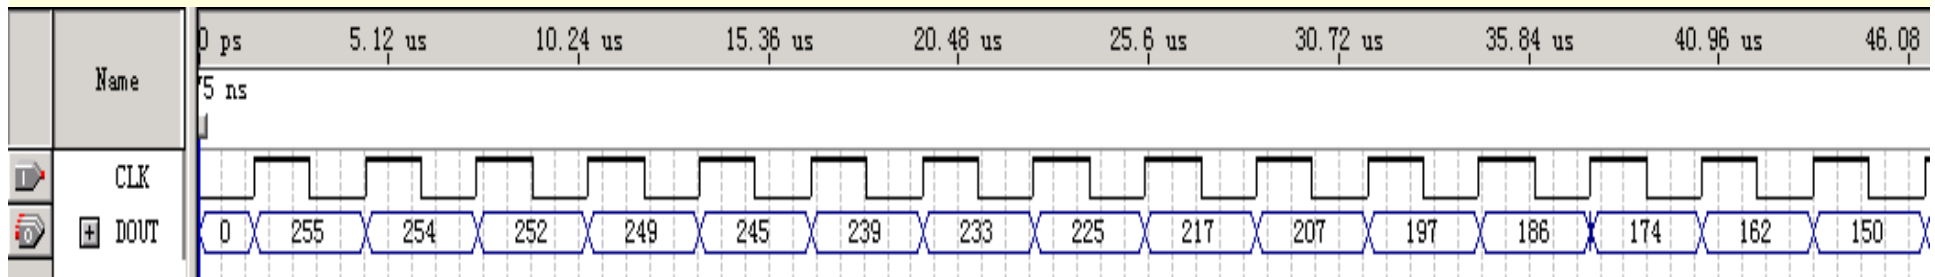 Name
0 ps 5.12 us 10.24 us 15.36 us 20.48 us 25.6 us 30.72 us 35.84 us 40.96 us 46.08
75 ns
CLK
DOUT 0 255 254 252 249 245 239 233 225 217 207 197 186 174 162 150